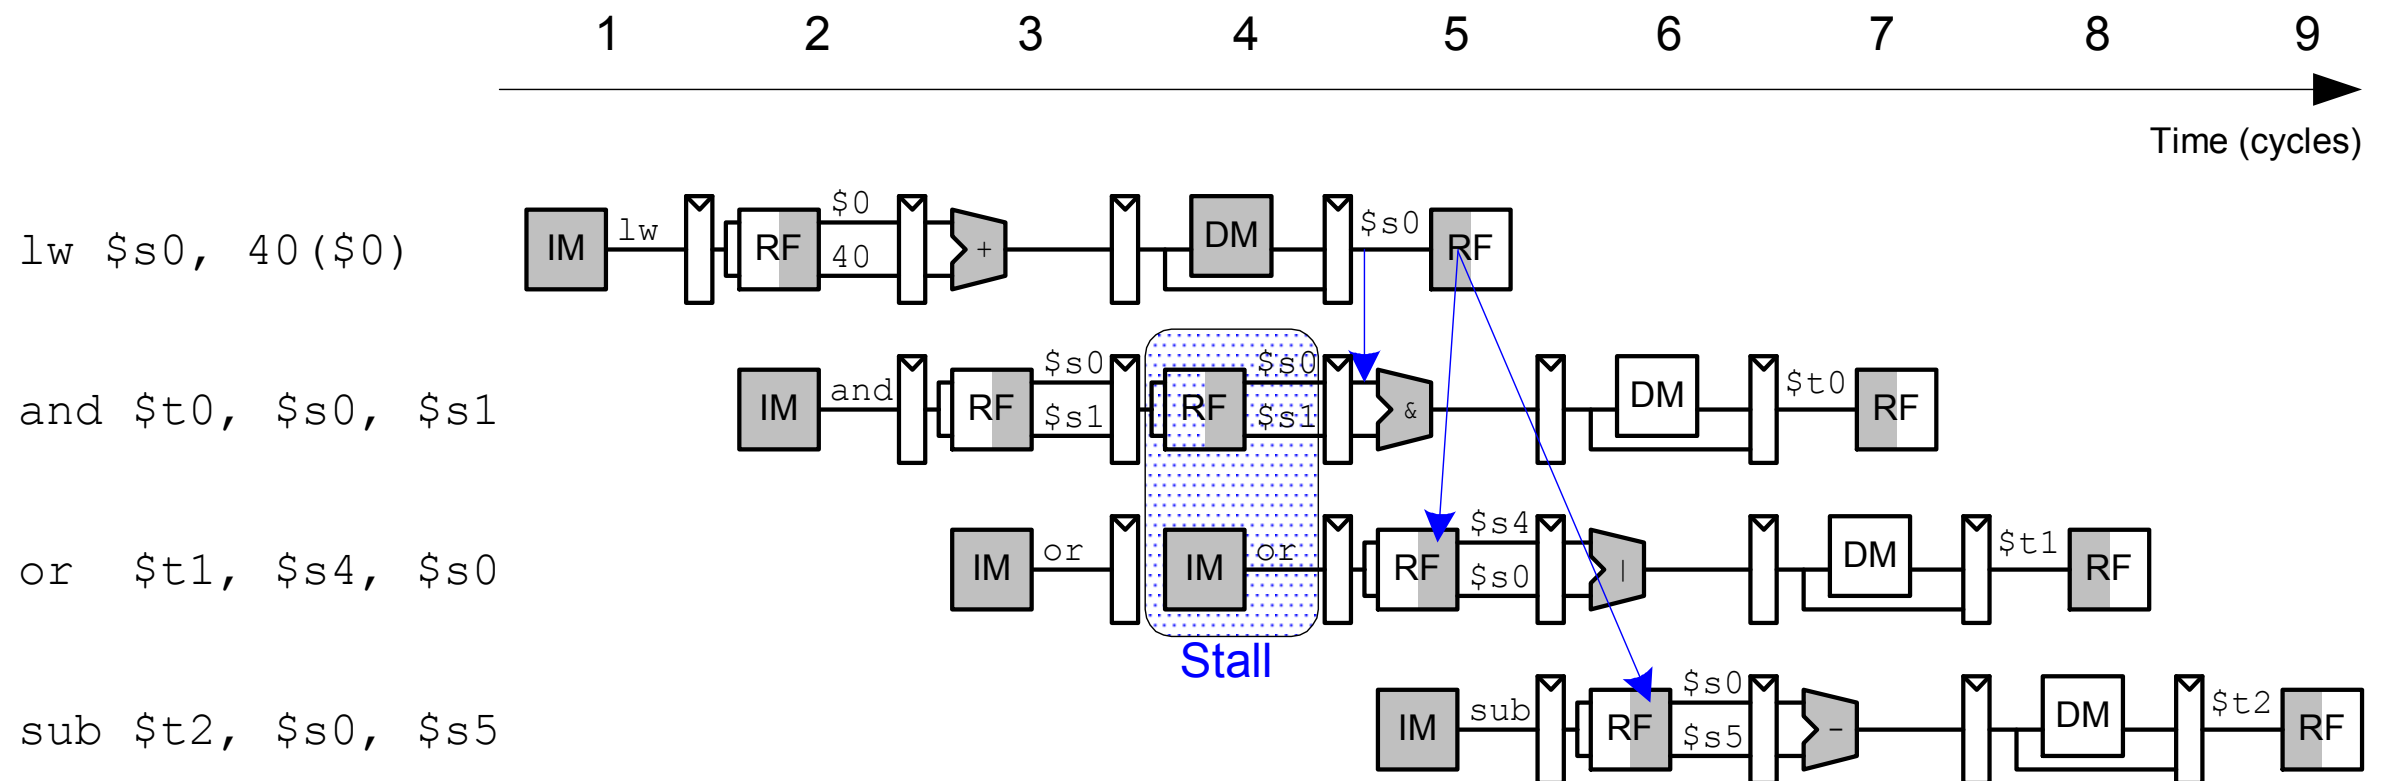 1 2 3 4 5 6 7 8 9
Time (cycles)
lw $s0, 40($0) IM lw RF $0 40 + DM $s0 RF
and $t0, $s0, $s1 IM and RF $s0 $s1 RF $s0 $s1 & DM $t0 RF
or $t1, $s4, $s0 IM or IM or RF $s4 $s0 | DM $t1 RF
Stall
sub $t2, $s0, $s5 IM sub RF $s0 $s5 - DM $t2 RF